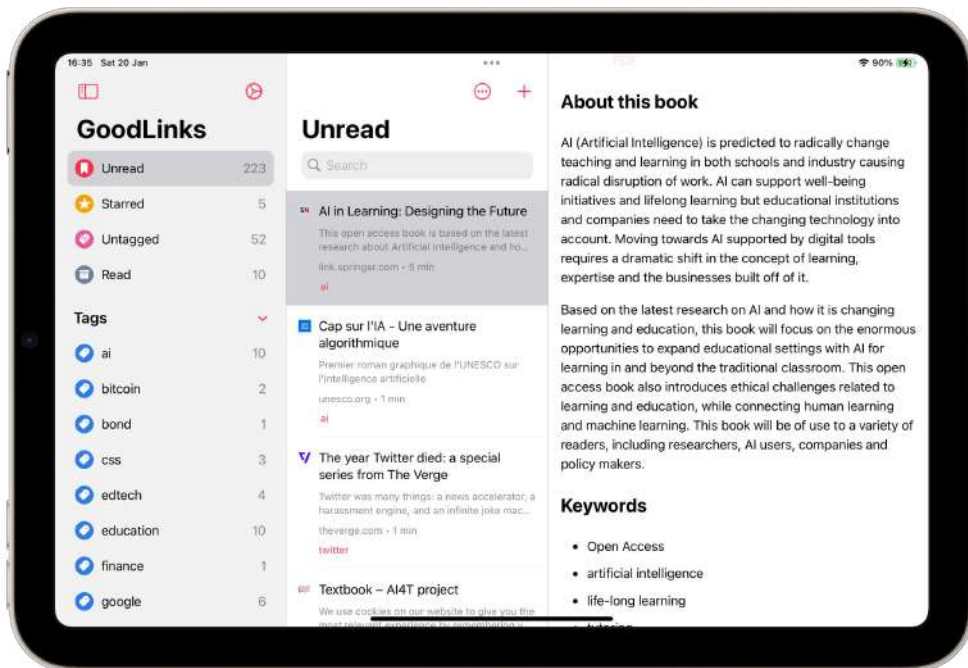 16:35 Sat 20 Jan
90%
GoodLinks
Unread 223
Starred 5
Untagged 52
Read 10
Tags
ai 10
bitcoin 2
bond 1
css 3
edtech 4
education 10
finance 1
google 6
Unread
Search
AI in Learning: Designing the Future
This open access book is based on the latest
research about Artificial Intelligence and ho...
link.springer.com • 5 min
ai
Cap sur l'IA - Une aventure
algorithmique
Premier roman graphique de l'UNESCO sur
l'intelligence artificielle
unesco.org • 1 min
ai
The year Twitter died: a special
series from The Verge
Twitter was many things: a news accelerator, a
harassment engine, and an infinite joke mac...
theverge.com • 1 min
twitter
Textbook – AI4T project
We use cookies on our website to give you the
most relevant experience by remembering
PDF
About this book
AI (Artificial Intelligence) is predicted to radically change
teaching and learning in both schools and industry causing
radical disruption of work. AI can support well-being
initiatives and lifelong learning but educational institutions
and companies need to take the changing technology into
account. Moving towards AI supported by digital tools
requires a dramatic shift in the concept of learning,
expertise and the businesses built off of it.
Based on the latest research on AI and how it is changing
learning and education, this book will focus on the enormous
opportunities to expand educational settings with AI for
learning in and beyond the traditional classroom. This open
access book also introduces ethical challenges related to
learning and education, while connecting human learning
and machine learning. This book will be of use to a variety of
readers, including researchers, AI users, companies and
policy makers.
Keywords
• Open Access
• artificial intelligence
• life-long learning
• tutoring